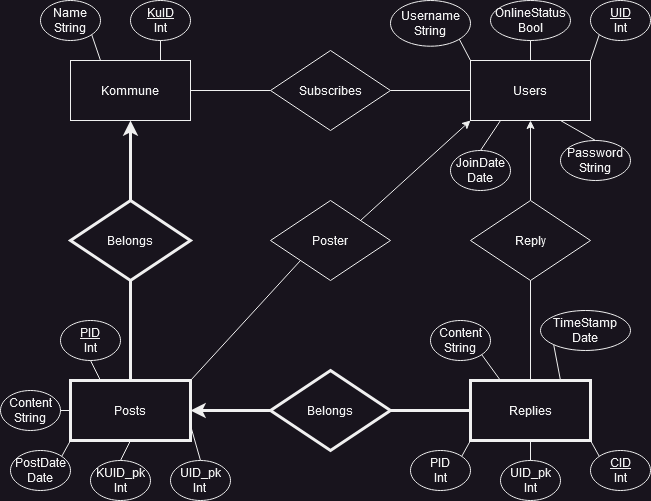 Name
String
KuID
Int
Username
String
OnlineStatus
Bool
UID
Int
Kommune
Subscribes
Users
JoinDate
Date
Password
String
Belongs
Poster
Reply
PID
Int
Content
String
TimeStamp
Date
Content
String
Posts
Belongs
Replies
PostDate
Date
KUID_pk
Int
UID_pk
Int
PID
Int
UID_pk
Int
CID
Int